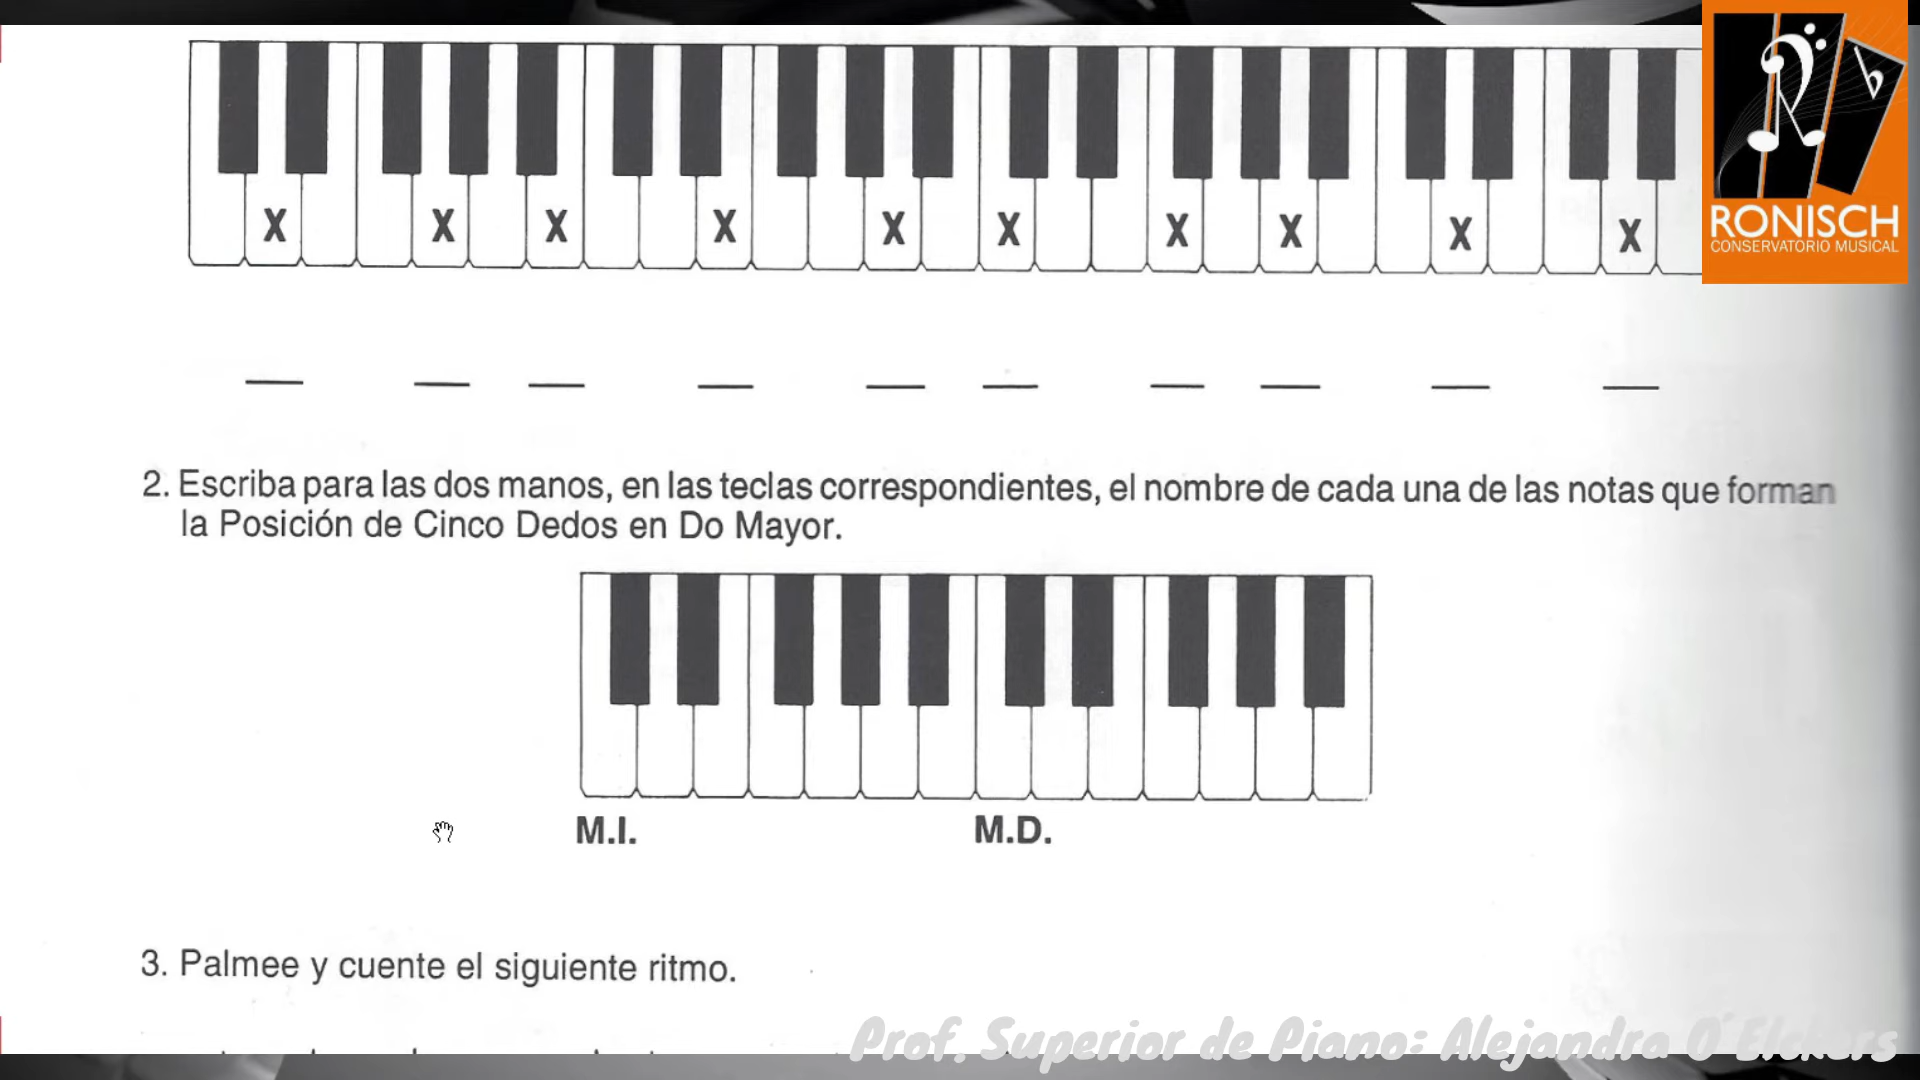 RONISCH
CONSERVATORIO MUSICAL
X X X X X X X X X X
2. Escriba para las dos manos, en las teclas correspondientes, el nombre de cada una de las notas que forman
la Posición de Cinco Dedos en Do Mayor.
M.I. M.D.
3. Palmee y cuente el siguiente ritmo.
Prof. Superior de Piano: Alejandra O´Elckers